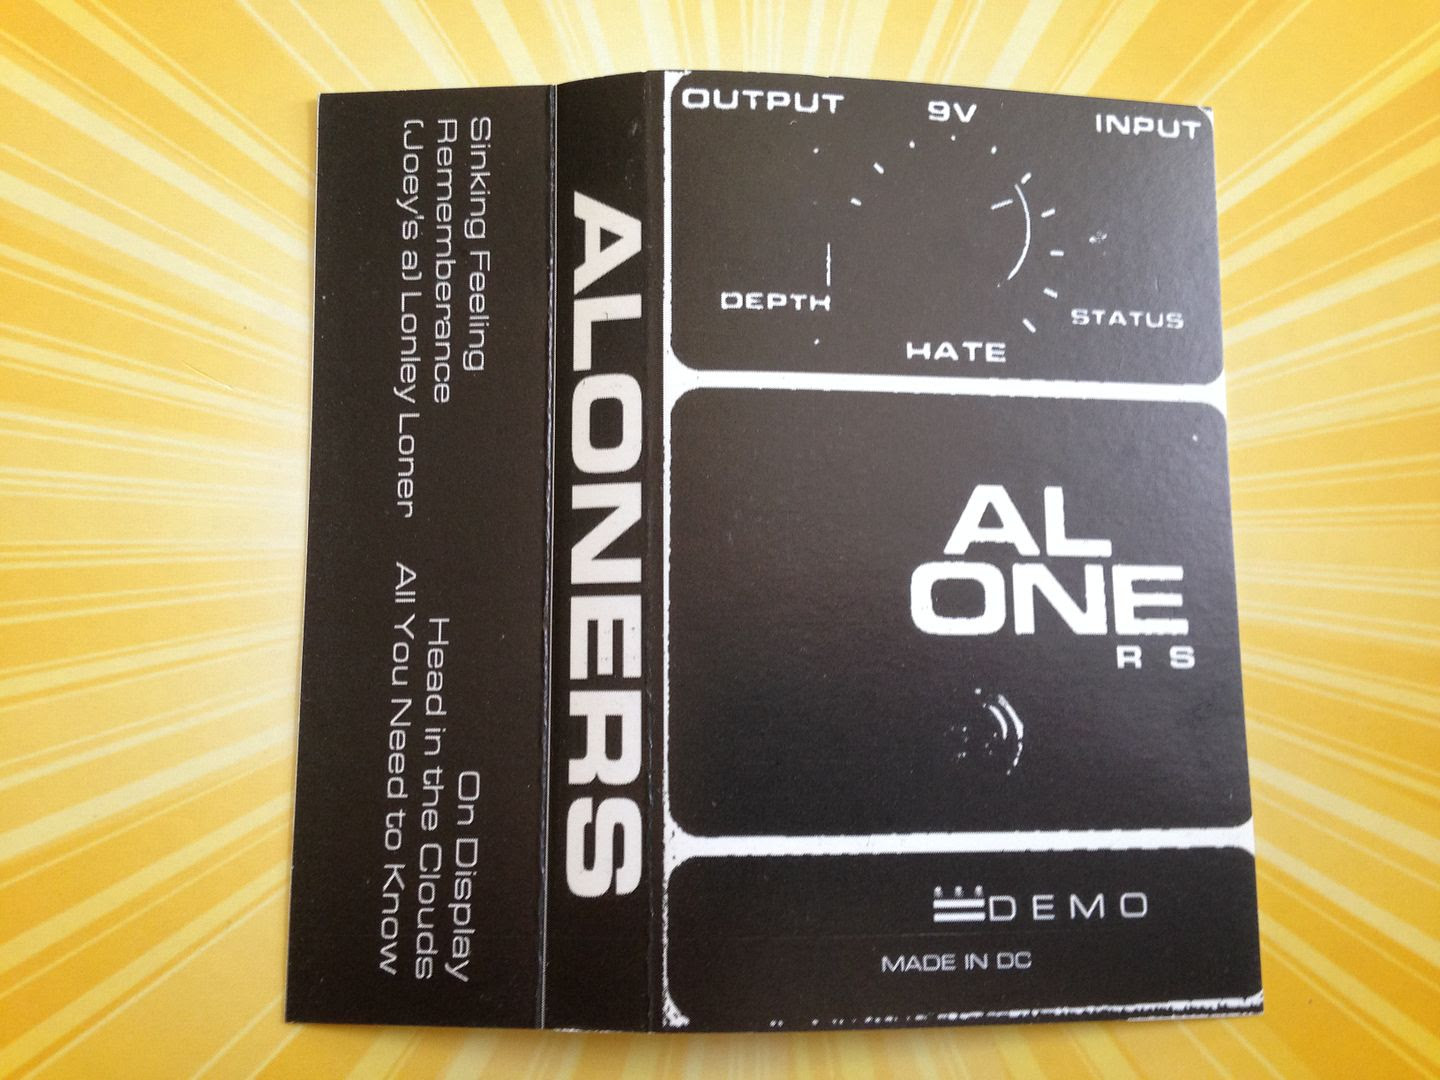 Sinking Feeling
Rememberance
(Joey's a) Lonley Loner
On Display
Head in the Clouds
All You Need to Know
ALONERS
OUTPUT 9V INPUT
DEPTH STATUS
HATE
AL
ONE
RS
DEMO
MADE IN DC